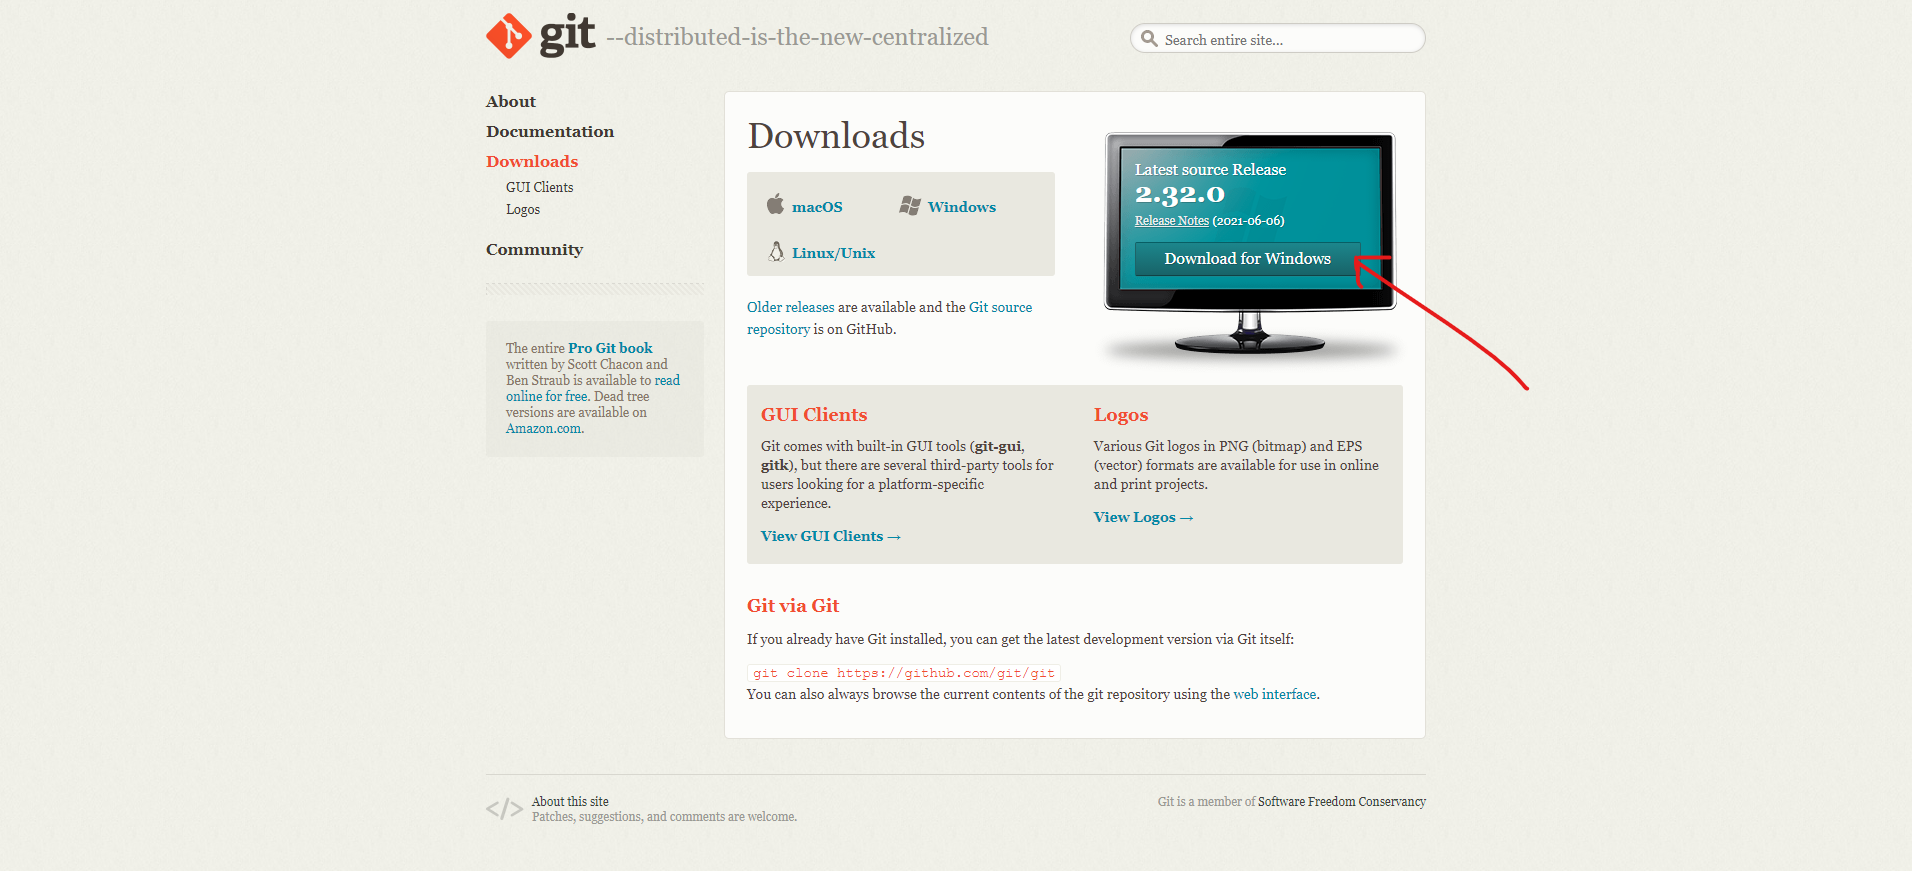 git --distributed-is-the-new-centralized
Search entire site...
About
Documentation
Downloads
GUI Clients
Logos
Community
The entire Pro Git book
written by Scott Chacon and
Ben Straub is available to read
online for free. Dead tree
versions are available on
Amazon.com.
Downloads
macOS
Windows
Linux/Unix
Older releases are available and the Git source
repository is on GitHub.
Latest source Release
2.32.0
Release Notes (2021-06-06)
Download for Windows
GUI Clients
Git comes with built-in GUI tools (git-gui,
gitk), but there are several third-party tools for
users looking for a platform-specific
experience.
View GUI Clients →
Logos
Various Git logos in PNG (bitmap) and EPS
(vector) formats are available for use in online
and print projects.
View Logos →
Git via Git
If you already have Git installed, you can get the latest development version via Git itself:
git clone https://github.com/git/git
You can also always browse the current contents of the git repository using the web interface.
</> About this site
Patches, suggestions, and comments are welcome.
Git is a member of Software Freedom Conservancy